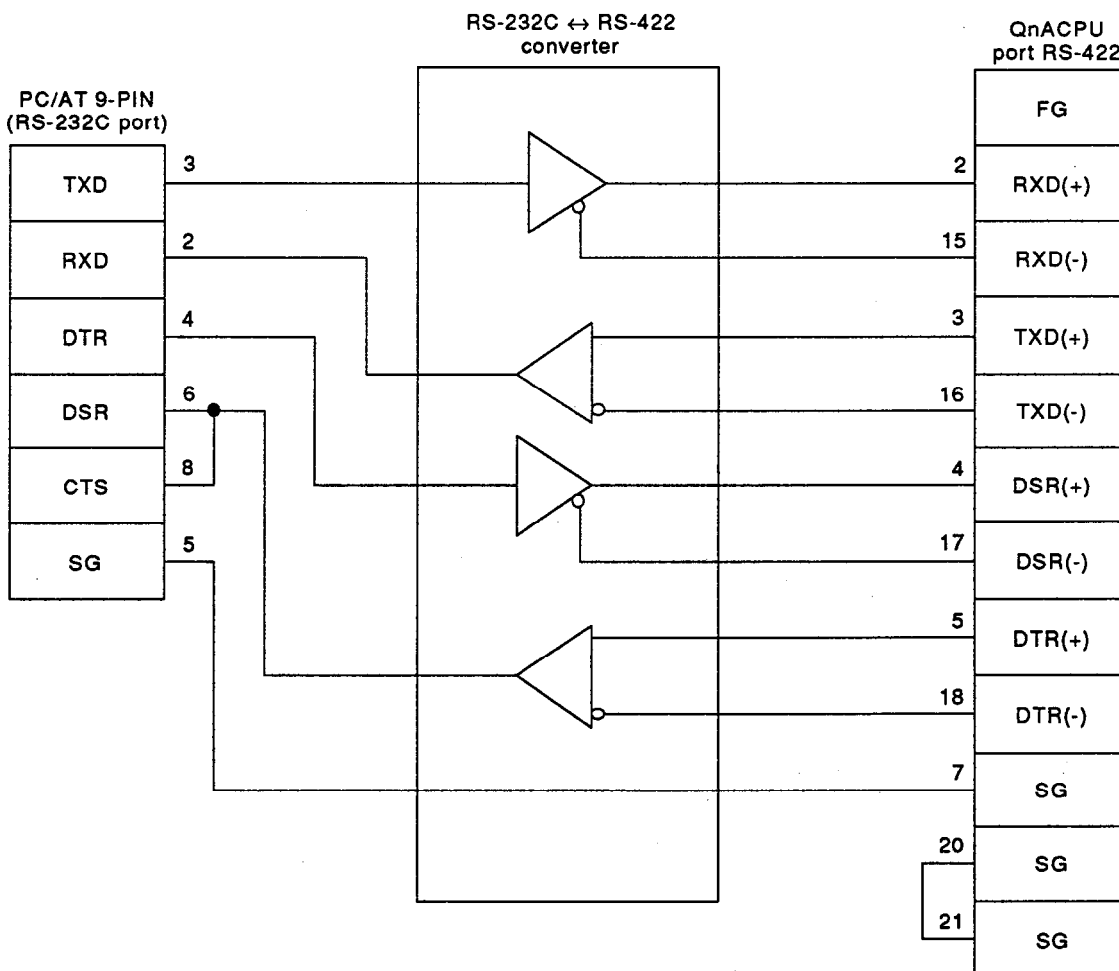 RS-232C ↔ RS-422
converter
QnACPU
port RS-422
PC/AT 9-PIN
(RS-232C port)
TXD
RXD
DTR
DSR
CTS
SG
3
2
4
6
8
5
2
15
3
16
4
17
5
18
7
20
21
FG
RXD(+)
RXD(-)
TXD(+)
TXD(-)
DSR(+)
DSR(-)
DTR(+)
DTR(-)
SG
SG
SG